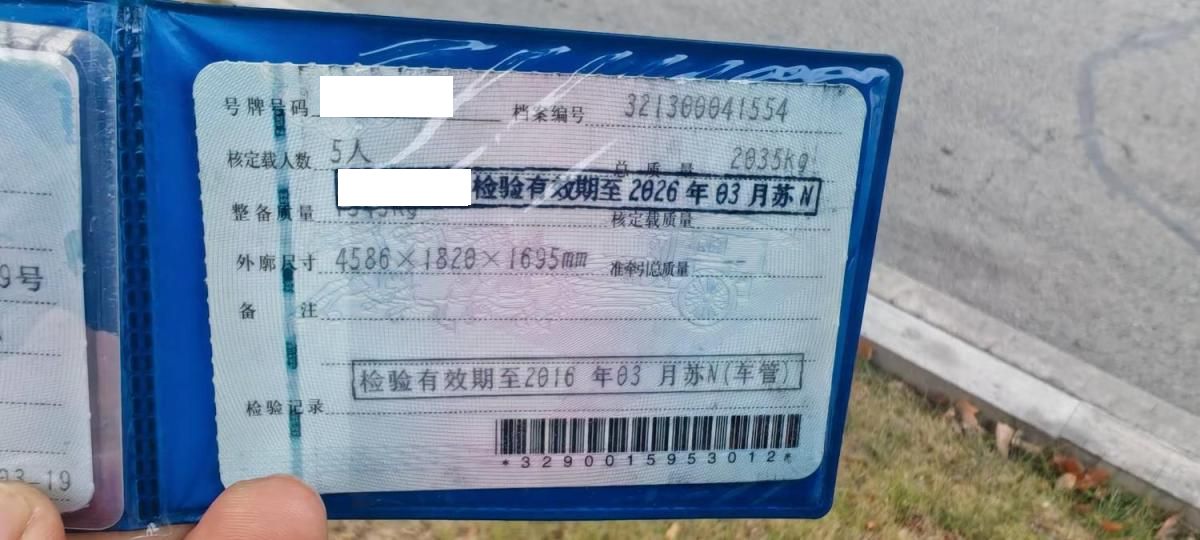 号牌号码 档案编号 321300041554
核定载人数 5人 总质量 2035kg
检验有效期至2026年03月苏N
整备质量 1545kg 核定载质量
外廓尺寸 4586×1820×1695mm 准牵引总质量
备注
检验有效期至2016 年03 月苏N(车管)
检验记录
*3290015953012*
9号
03-19